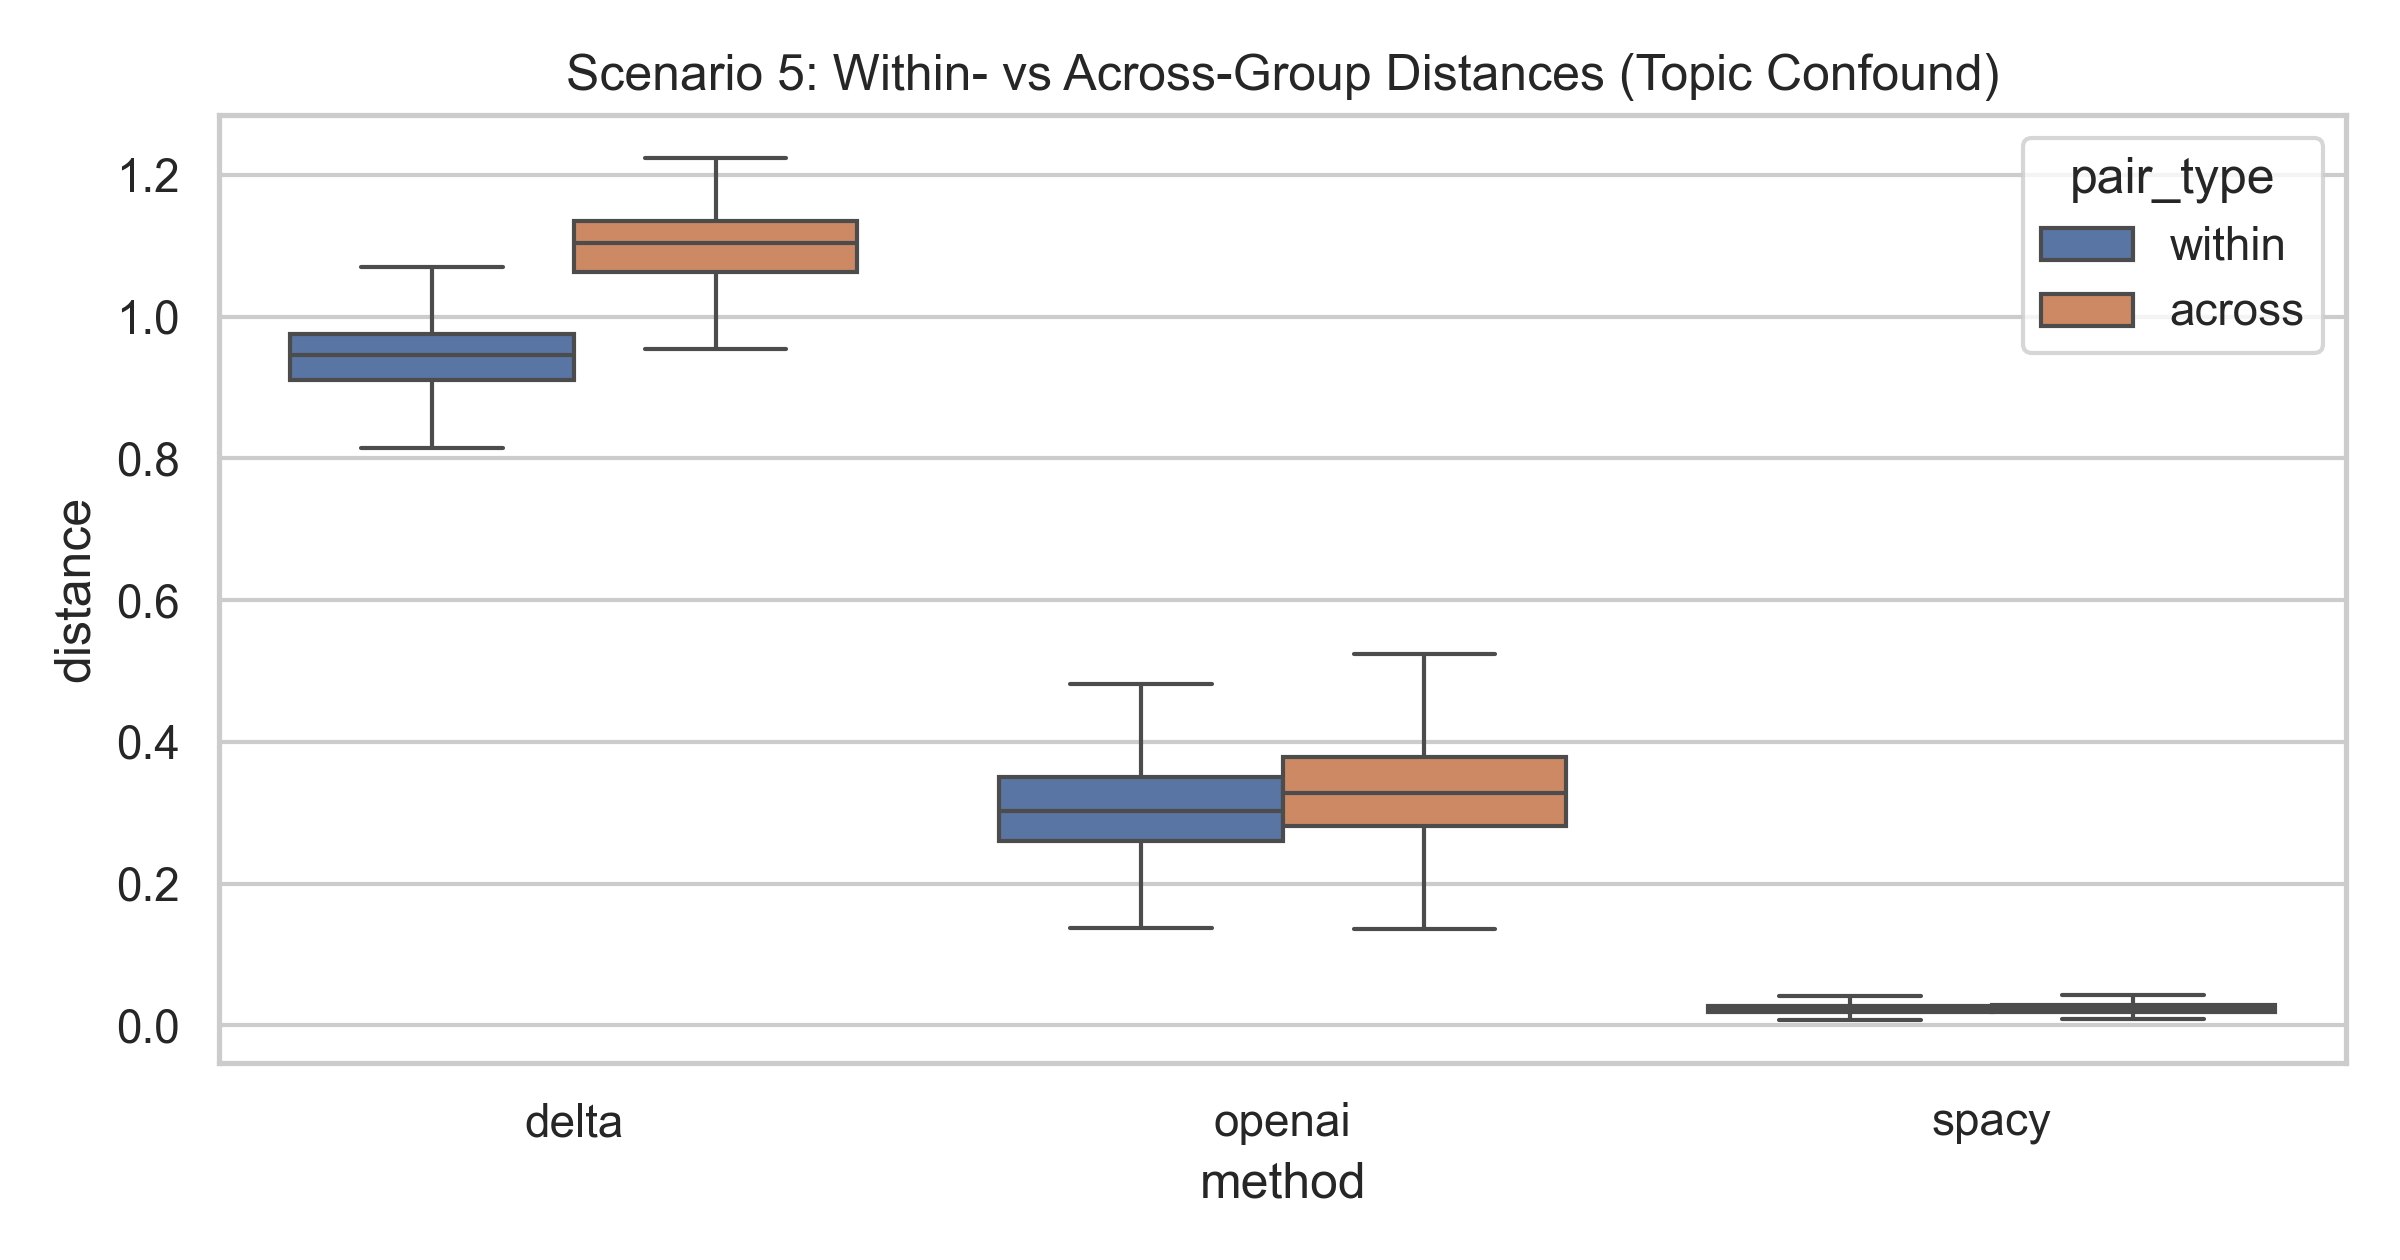 Scenario 5: Within- vs Across-Group Distances (Topic Confound)
pair_type
within
across
distance
1.2
1.0
0.8
0.6
0.4
0.2
0.0
delta
openai
spacy
method